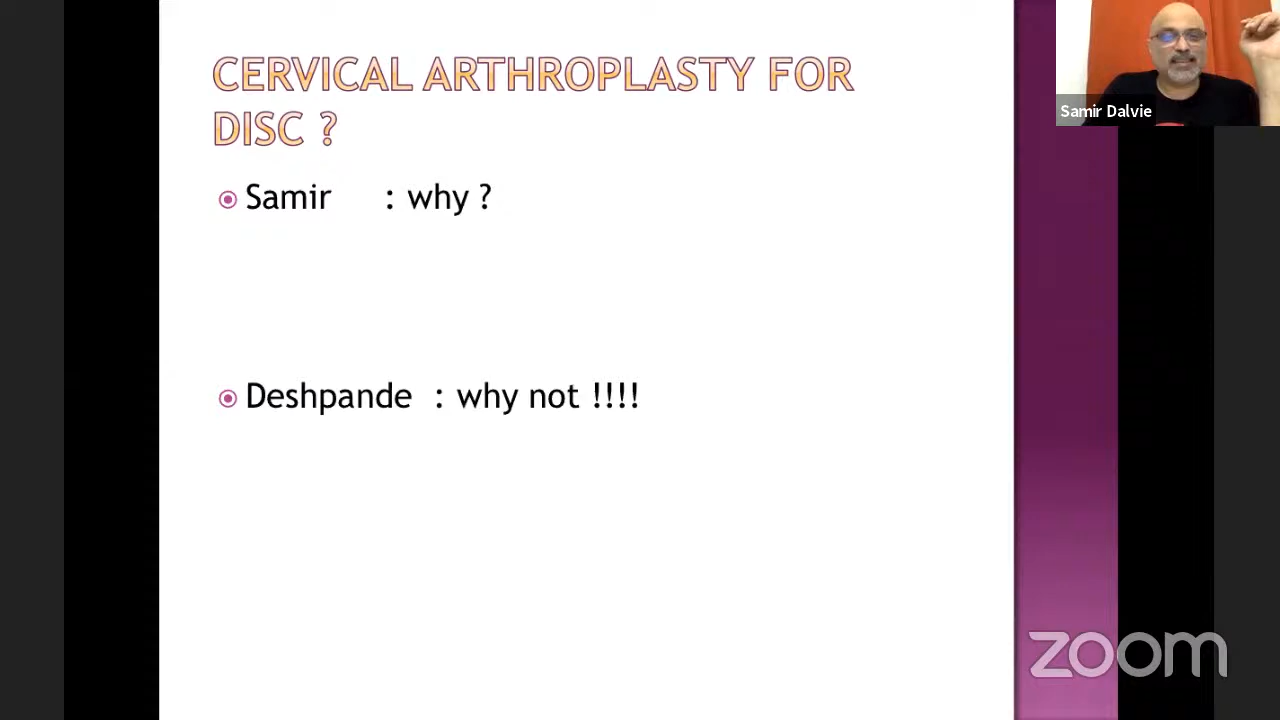 CERVICAL ARTHROPLASTY FOR
DISC ?
Samir : why ?
Deshpande : why not !!!!
Samir Dalvie
zoom